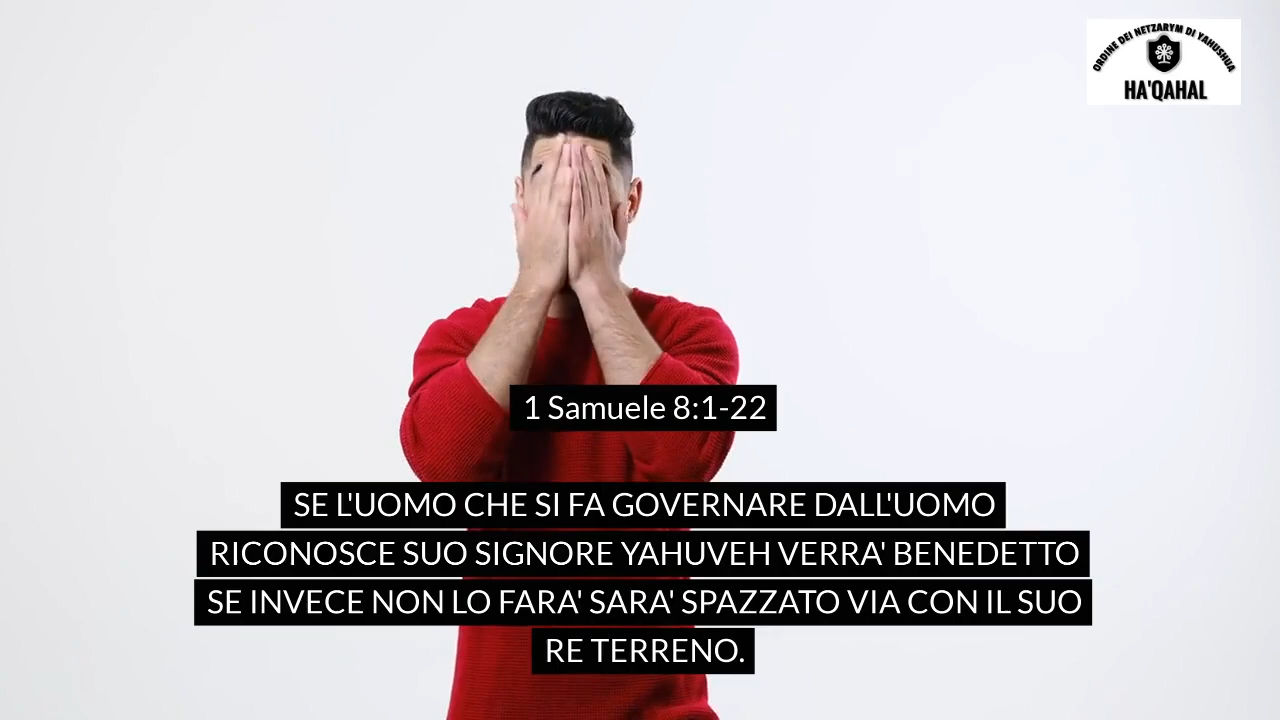 ORDINE DEI NETZARYM DI YAHUSHUA
HA'QAHAL
1 Samuele 8:1-22
SE L'UOMO CHE SI FA GOVERNARE DALL'UOMO
RICONOSCE SUO SIGNORE YAHUVEH VERRA' BENEDETTO
SE INVECE NON LO FARA' SARA' SPAZZATO VIA CON IL SUO
RE TERRENO.